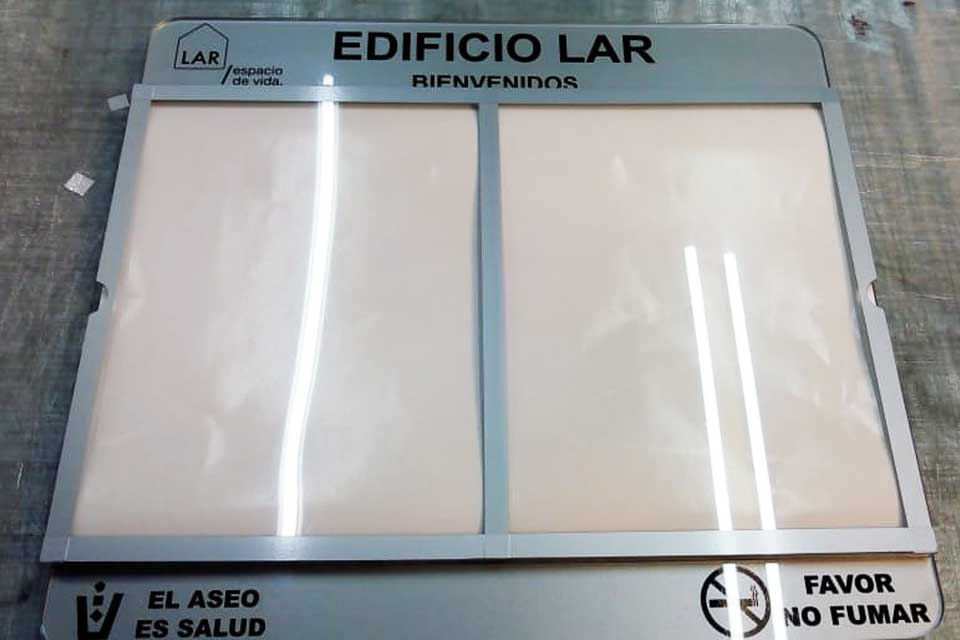 LAR
/espacio
de vida.
EDIFICIO LAR
BIENVENIDOS
EL ASEO
ES SALUD
FAVOR
NO FUMAR